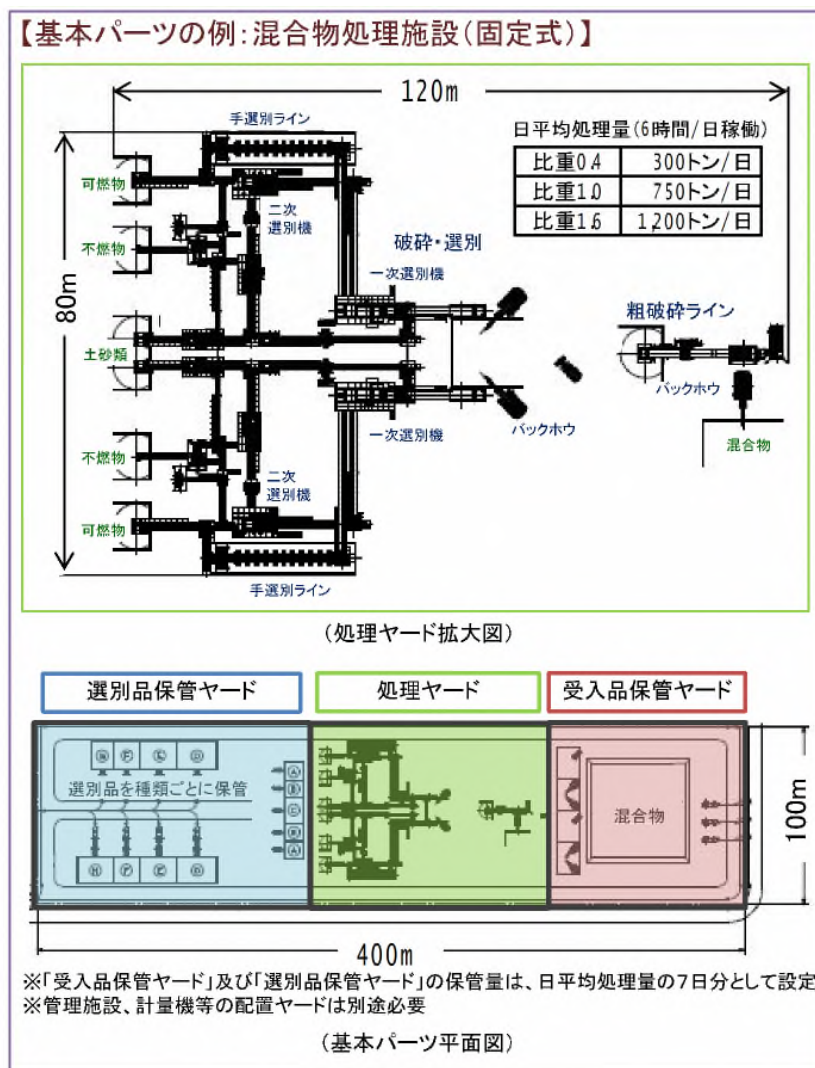 【基本パーツの例:混合物処理施設(固定式)】
120m
手選別ライン
日平均処理量(6時間/日稼働)
比重0.4 300トン/日
比重1.0 750トン/日
比重1.6 1,200トン/日
可燃物
二次
選別機
不燃物
破砕・選別
一次選別機
80m
粗破砕ライン
土砂類
バックホウ
一次選別機
バックホウ
混合物
不燃物
二次
選別機
可燃物
手選別ライン
(処理ヤード拡大図)
選別品保管ヤード
処理ヤード
受入品保管ヤード
選別品を種類ごとに保管
混合物
100m
400m
※「受入品保管ヤード」及び「選別品保管ヤード」の保管量は、日平均処理量の7日分として設定
※管理施設、計量機等の配置ヤードは別途必要
(基本パーツ平面図)